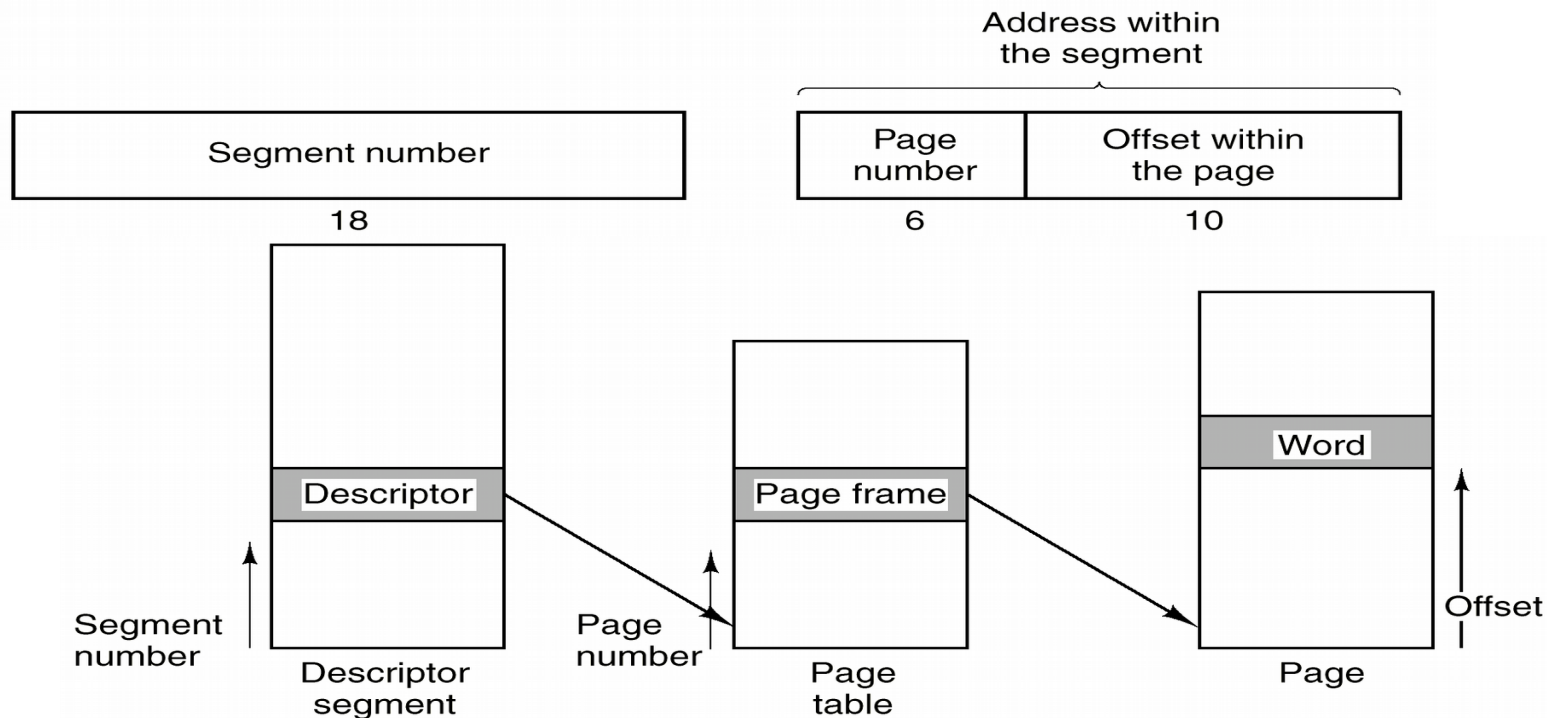 Address within
the segment
Segment number
Page
number
Offset within
the page
18
6
10
Descriptor
Page frame
Word
Segment
number
Page
number
Offset
Descriptor
segment
Page
table
Page